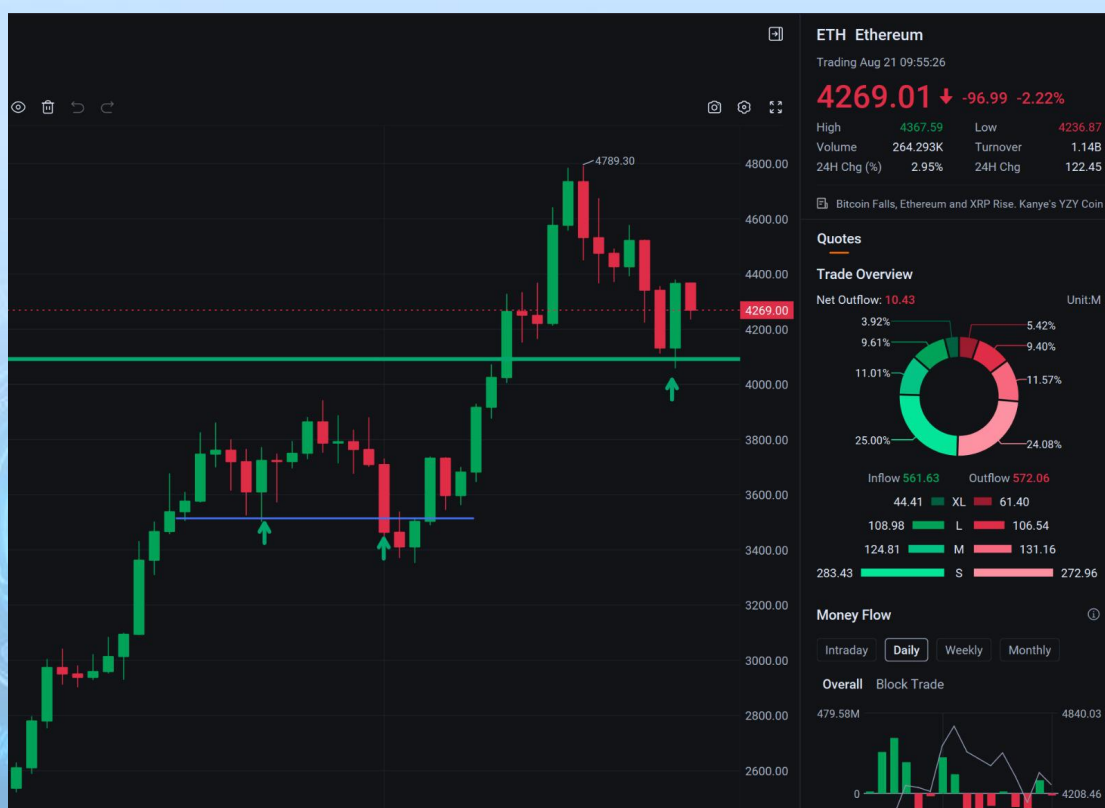 ETH Ethereum
Trading Aug 21 09:55:26
4269.01 -96.99 -2.22%
High 4367.59 Low 4236.87
Volume 264.293K Turnover 1.14B
24H Chg (%) 2.95% 24H Chg 122.45
Bitcoin Falls, Ethereum and XRP Rise. Kanye's YZY Coin
Quotes
Trade Overview
Net Outflow: 10.43 Unit:M
3.92% 5.42%
9.61% 9.40%
11.01% 11.57%
25.00% 24.08%
Inflow 561.63 Outflow 572.06
44.41 XL 61.40
108.98 L 106.54
124.81 M 131.16
283.43 S 272.96
Money Flow
Intraday Daily Weekly Monthly
Overall Block Trade
479.58M 4840.03
0 4208.46
4789.30
4800.00
4600.00
4400.00
4269.00
4200.00
4000.00
3800.00
3600.00
3400.00
3200.00
3000.00
2800.00
2600.00